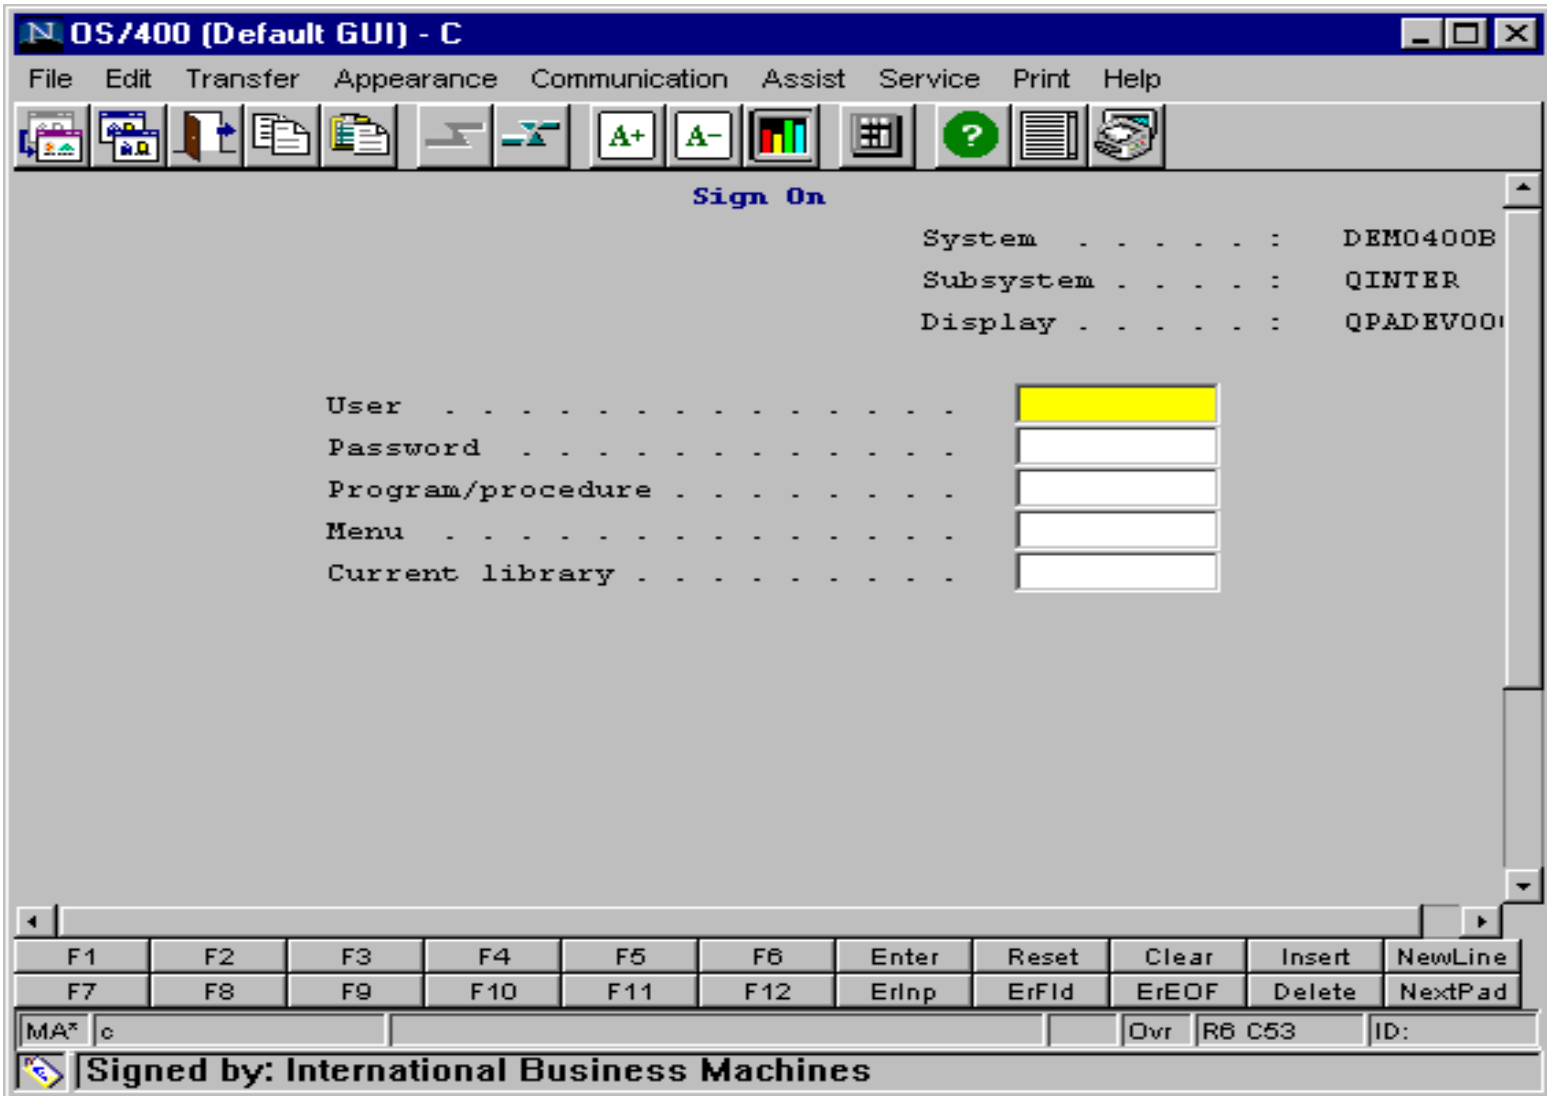 N OS/400 (Default GUI) - C
File Edit Transfer Appearance Communication Assist Service Print Help
A+ A- ?
Sign On
System . . . . . : DEMO400B
Subsystem . . . . : QINTER
Display . . . . . : QPADEV00
User . . . . . . . . . . . . . .
Password . . . . . . . . . . . .
Program/procedure . . . . . . . .
Menu . . . . . . . . . . . . . .
Current library . . . . . . . . .
F1 F2 F3 F4 F5 F6 Enter Reset Clear Insert NewLine
F7 F8 F9 F10 F11 F12 ErInp ErFld ErEOF Delete NextPad
MA* c Ovr R6 C53 ID:
Signed by: International Business Machines